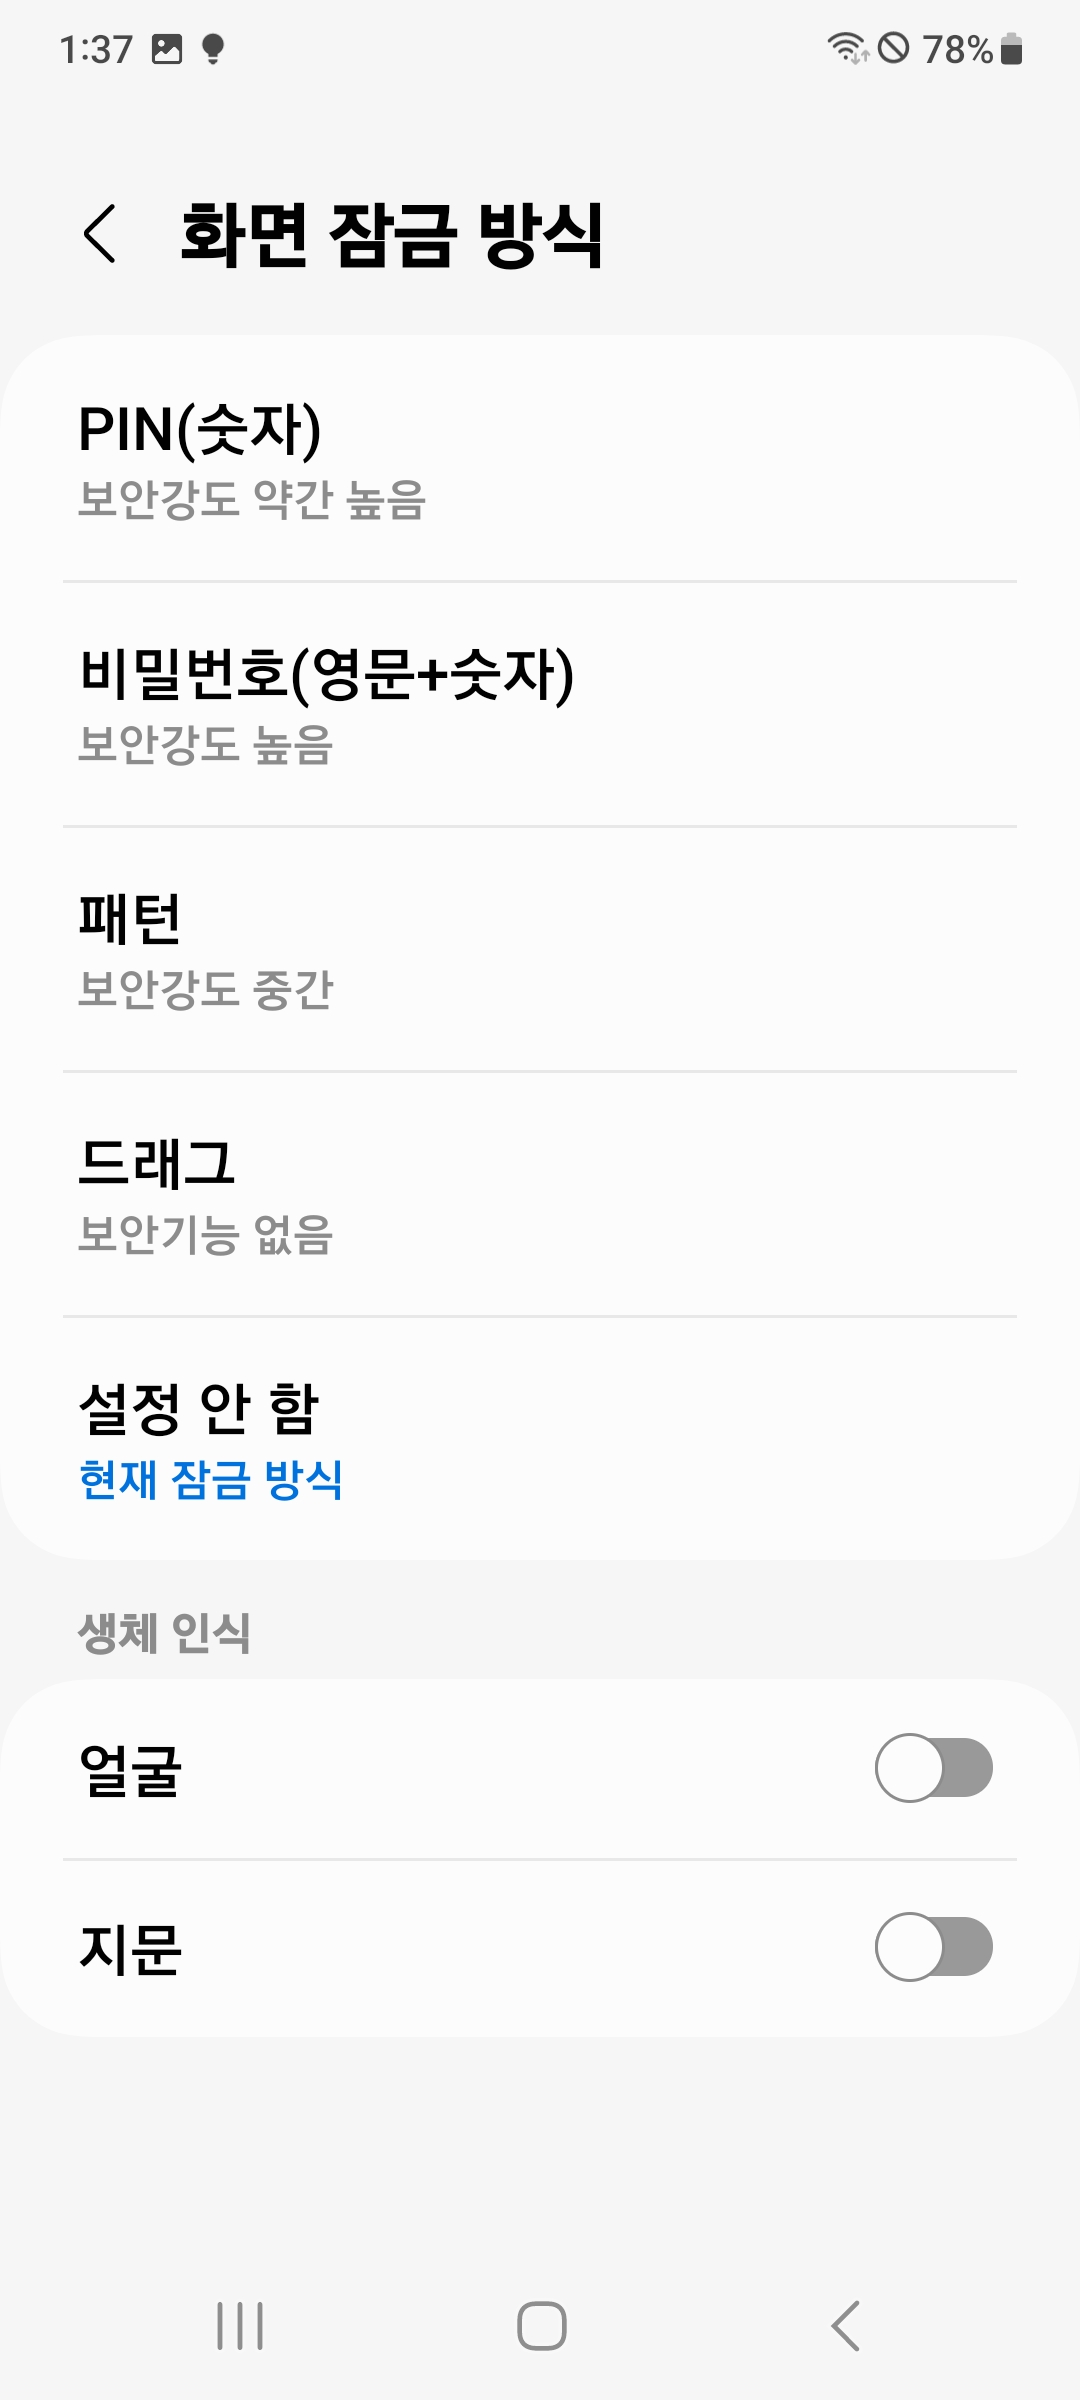 1:37 78%
화면 잠금 방식
PIN(숫자)
보안강도 약간 높음
비밀번호(영문+숫자)
보안강도 높음
패턴
보안강도 중간
드래그
보안기능 없음
설정 안 함
현재 잠금 방식
생체 인식
얼굴
지문